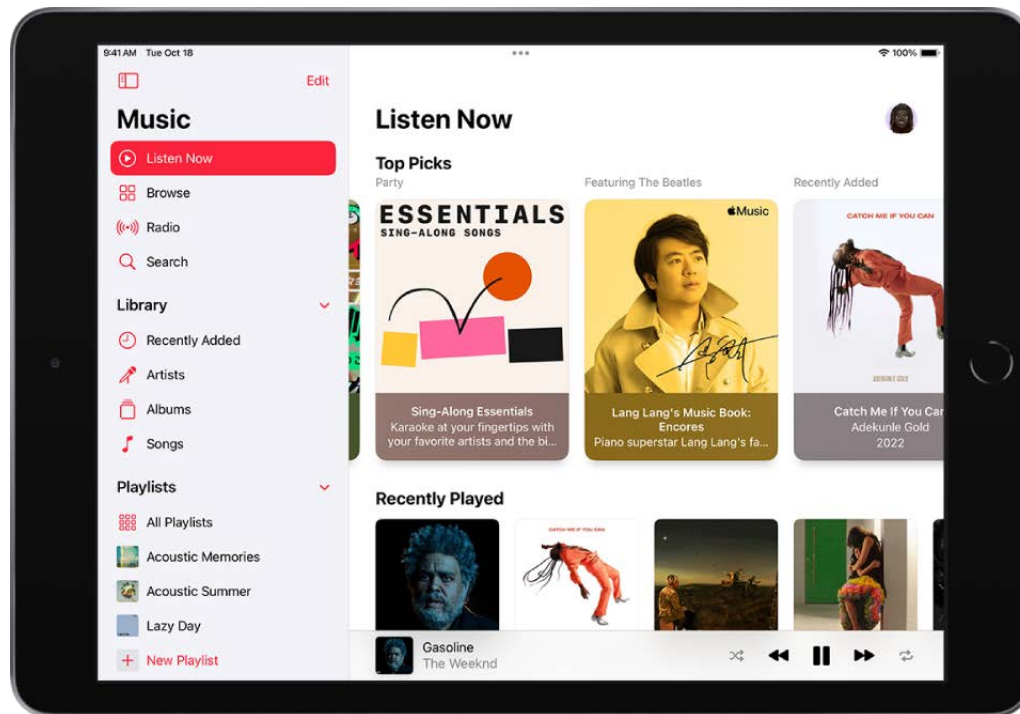 9:41 AM Tue Oct 18
100%
Edit
Music
Listen Now
Browse
Radio
Search
Library
Recently Added
Artists
Albums
Songs
Playlists
All Playlists
Acoustic Memories
Acoustic Summer
Lazy Day
New Playlist
Listen Now
Top Picks
Party
ESSENTIALS
SING-ALONG SONGS
Sing-Along Essentials
Karaoke at your fingertips with
your favorite artists and the bi...
Featuring The Beatles
Music
Lang Lang's Music Book:
Encores
Piano superstar Lang Lang's fa...
Recently Added
CATCH ME IF YOU CAN
ADEKUNLE GOLD
Catch Me If You Can
Adekunle Gold
2022
Recently Played
CATCH ME IF YOU CAN
Gasoline
The Weeknd